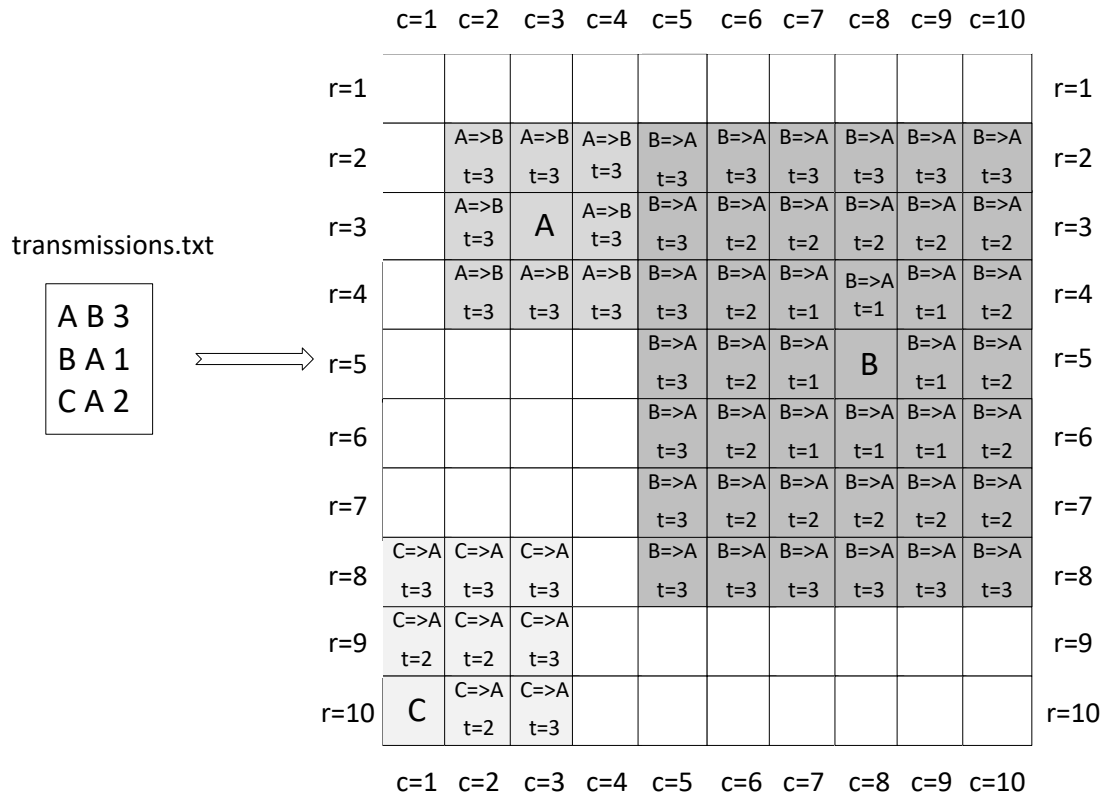 c=1 c=2 c=3 c=4 c=5 c=6 c=7 c=8 c=9 c=10
r=1 r=1
A=>B A=>B A=>B B=>A B=>A B=>A B=>A B=>A B=>A
r=2 r=2
t=3 t=3 t=3 t=3 t=3 t=3 t=3 t=3 t=3
A=>B A=>B B=>A B=>A B=>A B=>A B=>A B=>A
r=3 A r=3
t=3 t=3 t=3 t=2 t=2 t=2 t=2 t=2
transmissions.txt
A=>B A=>B A=>B B=>A B=>A B=>A B=>A B=>A B=>A
r=4 r=4
t=3 t=3 t=3 t=3 t=2 t=1 t=1 t=1 t=2
A B 3
B A 1
C A 2
B=>A B=>A B=>A B=>A B=>A
r=5 B r=5
t=3 t=2 t=1 t=1 t=2
B=>A B=>A B=>A B=>A B=>A B=>A
r=6 r=6
t=3 t=2 t=1 t=1 t=1 t=2
B=>A B=>A B=>A B=>A B=>A B=>A
r=7 r=7
t=3 t=2 t=2 t=2 t=2 t=2
C=>A C=>A C=>A B=>A B=>A B=>A B=>A B=>A B=>A
r=8 r=8
t=3 t=3 t=3 t=3 t=3 t=3 t=3 t=3 t=3
C=>A C=>A C=>A
r=9 r=9
t=2 t=2 t=3
C=>A C=>A
r=10 C r=10
t=2 t=3
c=1 c=2 c=3 c=4 c=5 c=6 c=7 c=8 c=9 c=10